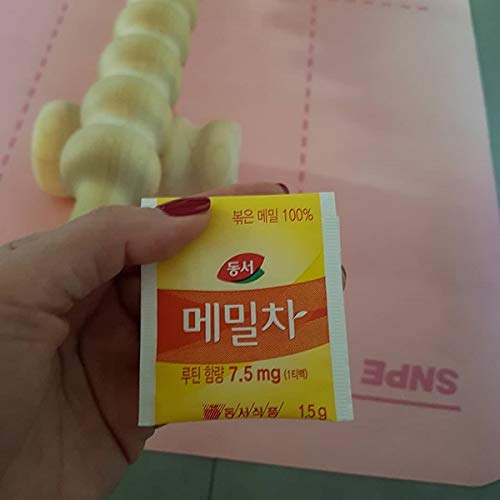 볶은 메밀 100%
동서
메밀차
루틴 함량 7.5 mg (1티백)
동서식품 1.5 g
SNPE